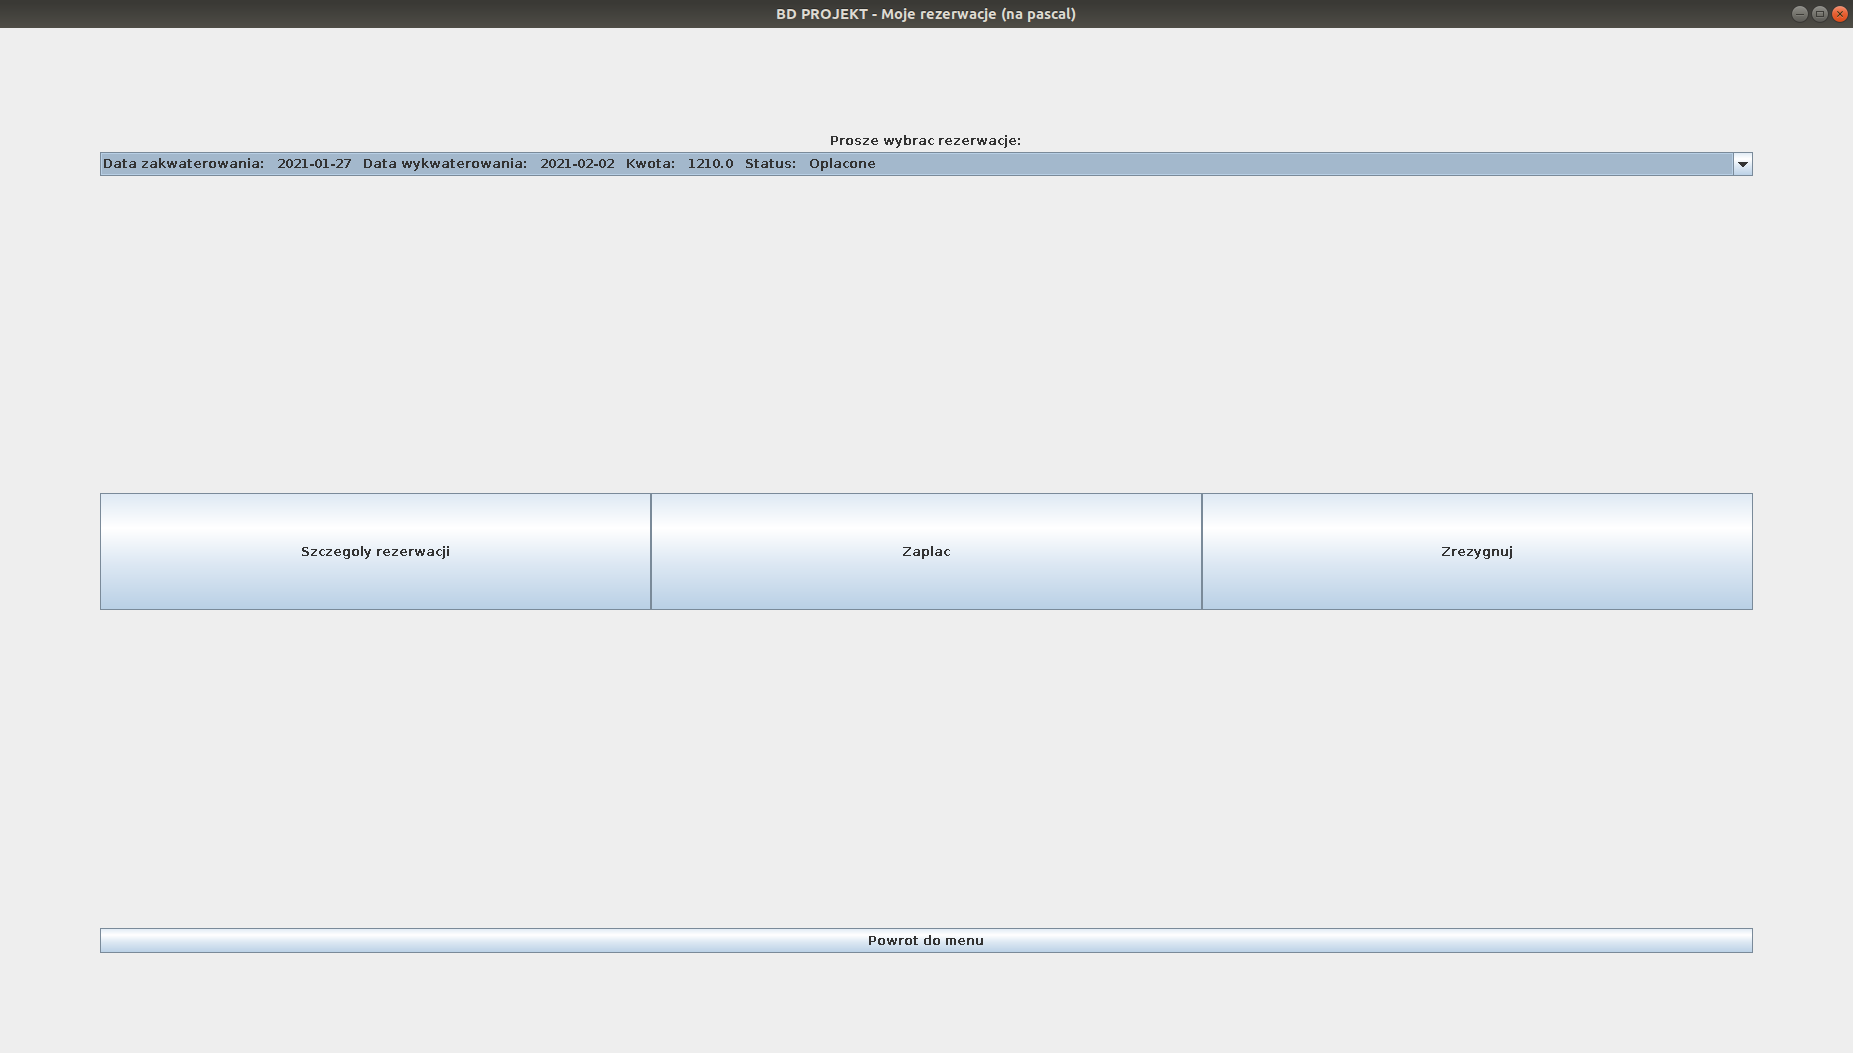 BD PROJEKT - Moje rezerwacje (na pascal)
Prosze wybrac rezerwacje:
Data zakwaterowania: 2021-01-27 Data wykwaterowania: 2021-02-02 Kwota: 1210.0 Status: Oplacone
Szczegoly rezerwacji
Zaplac
Zrezygnuj
Powrot do menu